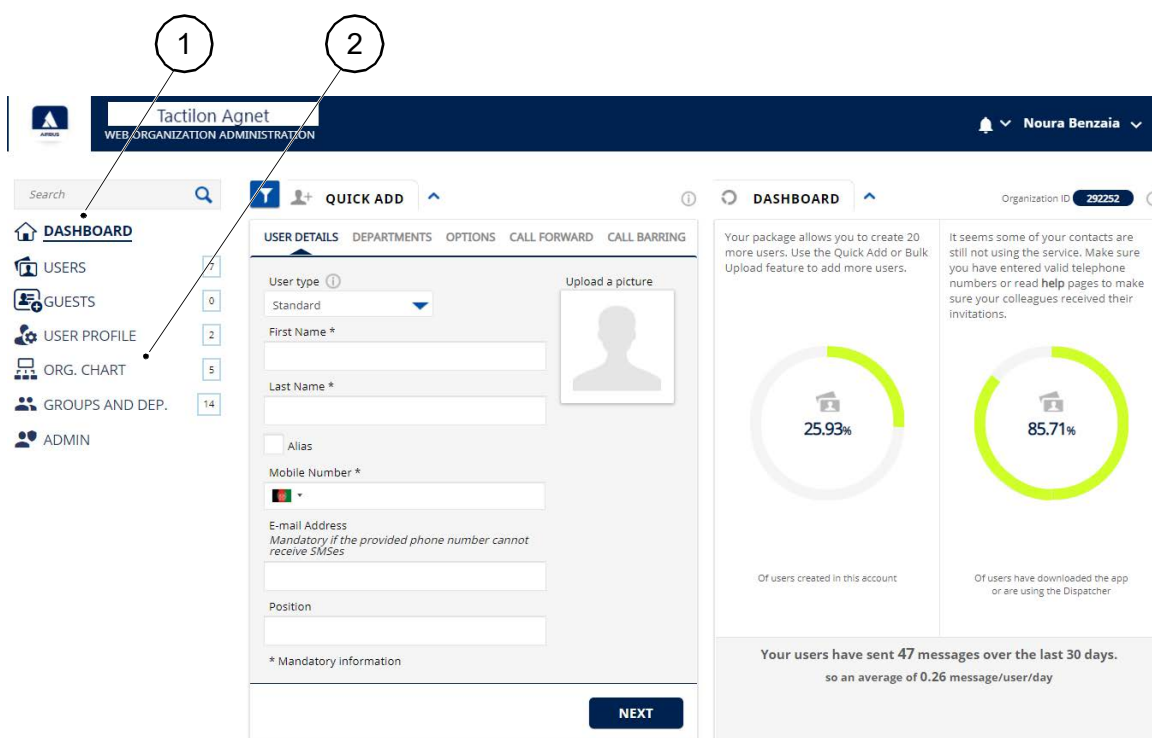 1
2
AIRBUS
Tactilon Agnet
WEB ORGANIZATION ADMINISTRATION
Noura Benzaia
Search
DASHBOARD
USERS 7
GUESTS 0
USER PROFILE 2
ORG. CHART 5
GROUPS AND DEP. 14
ADMIN
QUICK ADD
USER DETAILS DEPARTMENTS OPTIONS CALL FORWARD CALL BARRING
User type
Standard
Upload a picture
First Name *
Last Name *
Alias
Mobile Number *
E-mail Address
Mandatory if the provided phone number cannot
receive SMSes
Position
* Mandatory information
NEXT
DASHBOARD
Organization ID 292252
Your package allows you to create 20
more users. Use the Quick Add or Bulk
Upload feature to add more users.
25.93%
Of users created in this account
It seems some of your contacts are
still not using the service. Make sure
you have entered valid telephone
numbers or read help pages to make
sure your colleagues received their
invitations.
85.71%
Of users have downloaded the app
or are using the Dispatcher
Your users have sent 47 messages over the last 30 days.
so an average of 0.26 message/user/day